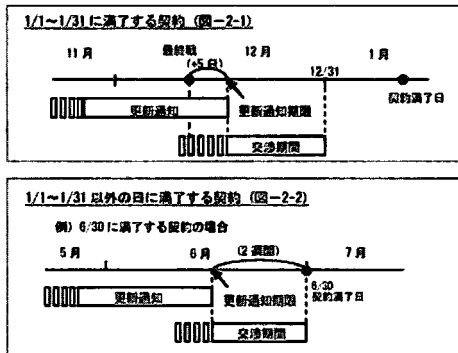 1/1~1/31に満了する契約(図-2-1)
11月 最終戦 12月 1月
(+5日)
12/31
契約満了日
更新通知 更新通知期限
交渉期間
1/1~1/31以外の日に満了する契約(図-2-2)
例) 6/30に満了する契約の場合
5月 6月 (2週間) 7月
更新通知 更新通知期限 6/30
契約満了日
交渉期間